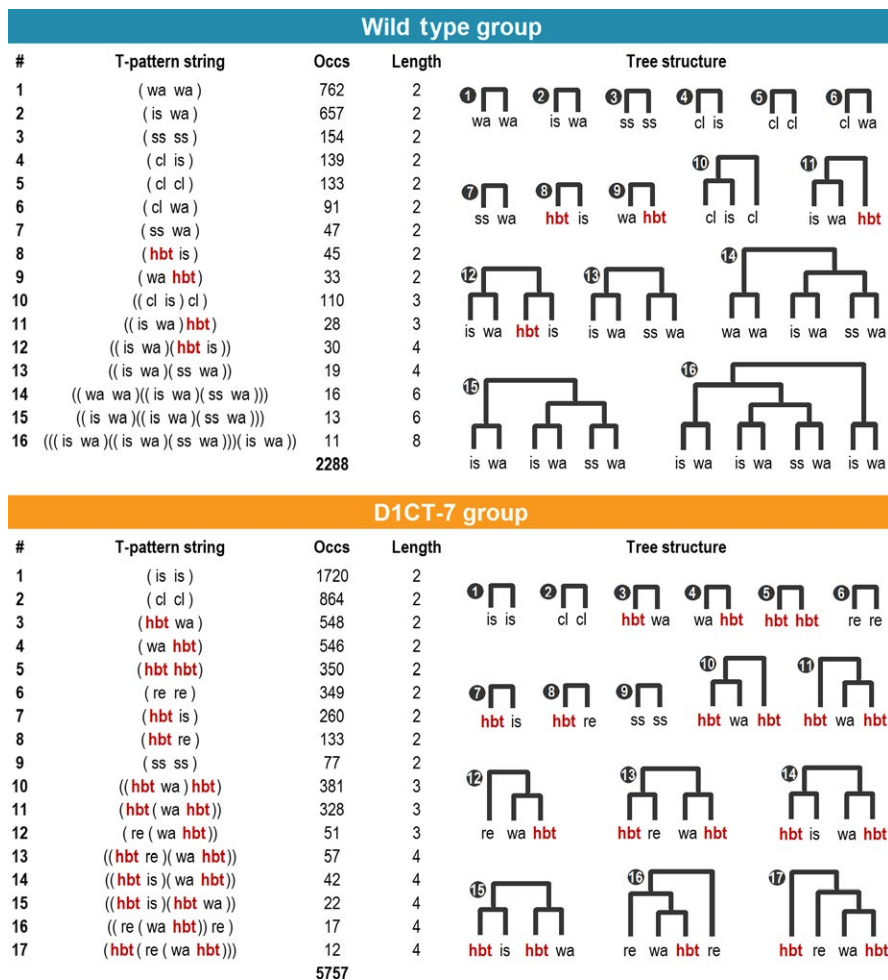 Wild type group
# T-pattern string Occs Length Tree structure
1 ( wa wa ) 762 2
2 ( is wa ) 657 2
3 ( ss ss ) 154 2
4 ( cl is ) 139 2
5 ( cl cl ) 133 2
6 ( cl wa ) 91 2
7 ( ss wa ) 47 2
8 ( hbt is ) 45 2
9 ( wa hbt ) 33 2
10 (( cl is ) cl ) 110 3
11 (( is wa ) hbt ) 28 3
12 (( is wa )( hbt is )) 30 4
13 (( is wa )( ss wa )) 19 4
14 (( wa wa )(( is wa )( ss wa ))) 16 6
15 (( is wa )(( is wa )( ss wa ))) 13 6
16 ((( is wa )(( is wa )( ss wa )))( is wa )) 11 8
2288
1 2 3 4 5 6
wa wa is wa ss ss cl is cl cl cl wa
7 8 9 10 11
ss wa hbt is wa hbt cl is cl is wa hbt
12 13 14
is wa hbt is is wa ss wa wa wa is wa ss wa
15 16
is wa is wa ss wa is wa is wa ss wa is wa
D1CT-7 group
# T-pattern string Occs Length Tree structure
1 ( is is ) 1720 2
2 ( cl cl ) 864 2
3 ( hbt wa ) 548 2
4 ( wa hbt ) 546 2
5 ( hbt hbt ) 350 2
6 ( re re ) 349 2
7 ( hbt is ) 260 2
8 ( hbt re ) 133 2
9 ( ss ss ) 77 2
10 (( hbt wa ) hbt ) 381 3
11 ( hbt ( wa hbt )) 328 3
12 ( re ( wa hbt )) 51 3
13 (( hbt re )( wa hbt )) 57 4
14 (( hbt is )( wa hbt )) 42 4
15 (( hbt is )( hbt wa )) 22 4
16 (( re ( wa hbt )) re ) 17 4
17 ( hbt ( re ( wa hbt ))) 12 4
5757
1 2 3 4 5 6
is is cl cl hbt wa wa hbt hbt hbt re re
7 8 9 10 11
hbt is hbt re ss ss hbt wa hbt hbt wa hbt
12 13 14
re wa hbt hbt re wa hbt hbt is wa hbt
15 16 17
hbt is hbt wa re wa hbt re hbt re wa hbt